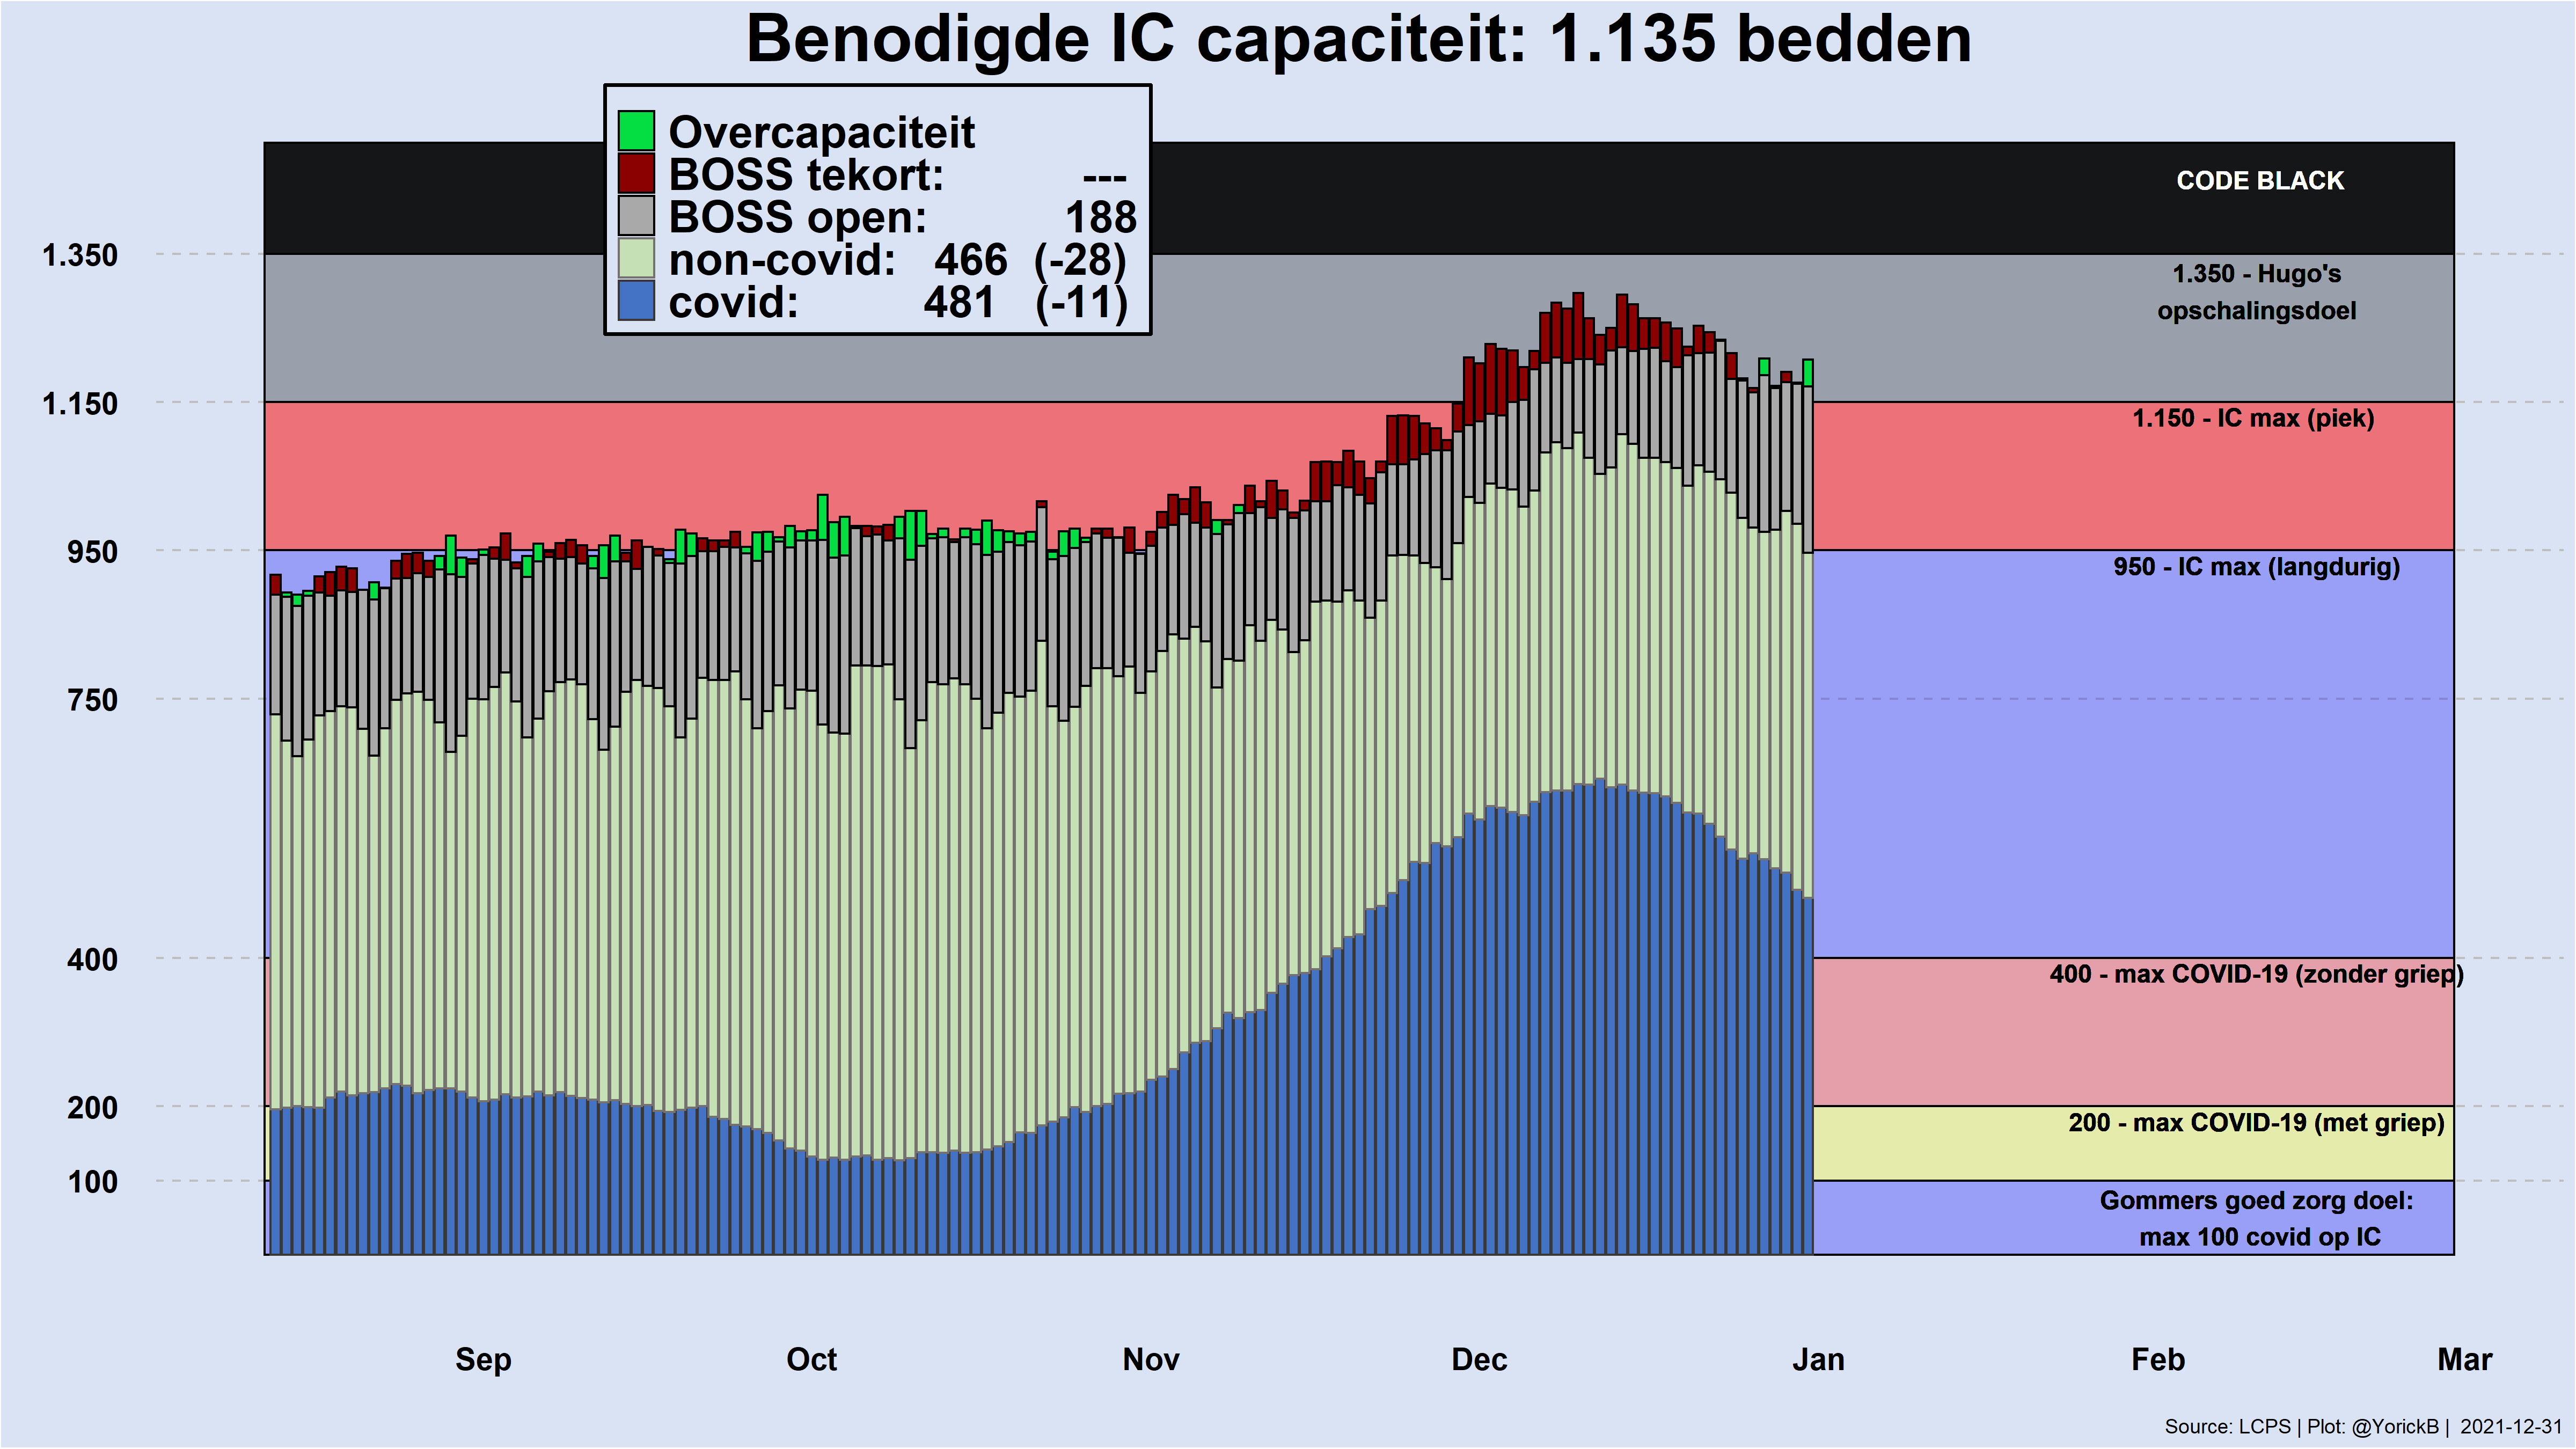 Benodigde IC capaciteit: 1.135 bedden
Overcapaciteit
BOSS tekort: ---
BOSS open: 188
non-covid: 466 (-28)
covid: 481 (-11)
CODE BLACK
1.350
1.350 - Hugo's
opschalingsdoel
1.150
1.150 - IC max (piek)
950
950 - IC max (langdurig)
750
400
400 - max COVID-19 (zonder griep)
200
200 - max COVID-19 (met griep)
100
Gommers goed zorg doel:
max 100 covid op IC
Sep Oct Nov Dec Jan Feb Mar
Source: LCPS | Plot: @YorickB | 2021-12-31